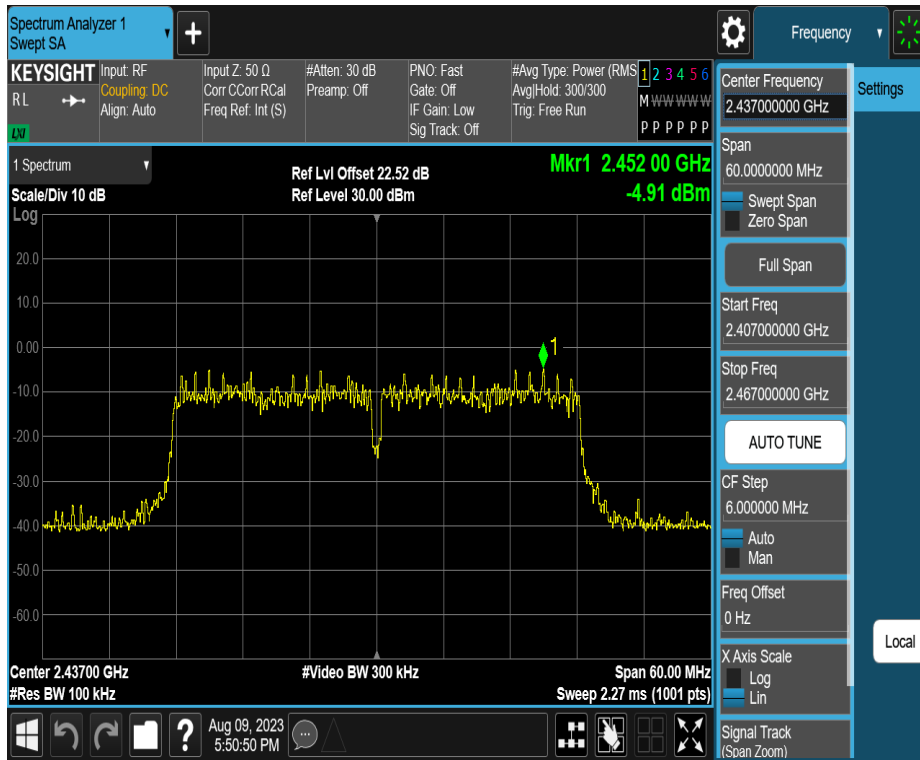 Spectrum Analyzer 1
Swept SA
+
Frequency
KEYSIGHT
R L
LXI
Input: RF
Coupling: DC
Align: Auto
Input Z: 50 Ω
Corr CCorr RCal
Freq Ref: Int (S)
#Atten: 30 dB
Preamp: Off
PNO: Fast
Gate: Off
IF Gain: Low
Sig Track: Off
#Avg Type: Power (RMS
Avg|Hold: 300/300
Trig: Free Run
1 2 3 4 5 6
M W W W W W
P P P P P P
1 Spectrum
Scale/Div 10 dB
Log
Ref Lvl Offset 22.52 dB
Ref Level 30.00 dBm
Mkr1 2.452 00 GHz
-4.91 dBm
20.0
10.0
0.00
-10.0
-20.0
-30.0
-40.0
-50.0
-60.0
1
Center 2.43700 GHz
#Res BW 100 kHz
#Video BW 300 kHz
Span 60.00 MHz
Sweep 2.27 ms (1001 pts)
Center Frequency
2.437000000 GHz
Span
60.0000000 MHz
Swept Span
Zero Span
Full Span
Start Freq
2.407000000 GHz
Stop Freq
2.467000000 GHz
AUTO TUNE
CF Step
6.000000 MHz
Auto
Man
Freq Offset
0 Hz
X Axis Scale
Log
Lin
Signal Track
(Span Zoom)
Settings
Local
?
Aug 09, 2023
5:50:50 PM